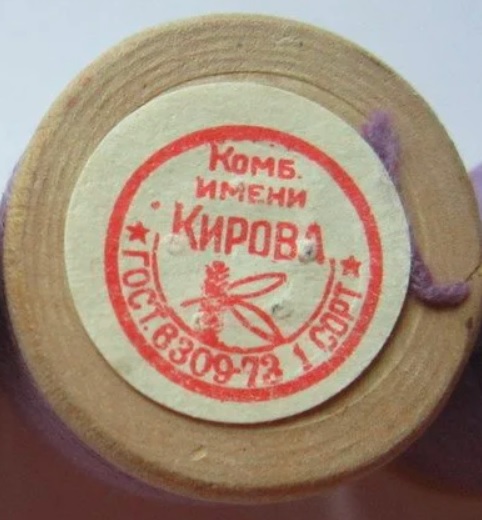 Комб.
ИМЕНИ
КИРОВА
★ ГОСТ. 6309-73 1 СОРТ ★